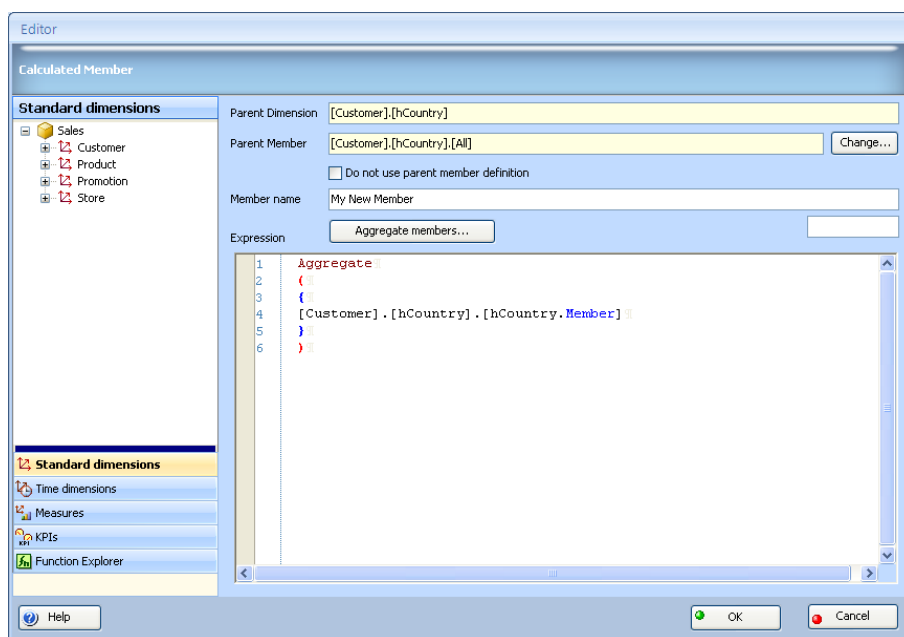 Editor
Calculated Member
Standard dimensions
Sales
Customer
Product
Promotion
Store
Standard dimensions
Time dimensions
Measures
KPI KPIs
fn Function Explorer
Parent Dimension [Customer].[hCountry]
Parent Member [Customer].[hCountry].[All] Change...
Do not use parent member definition
Member name My New Member
Expression Aggregate members...
1 Aggregate
2 (
3 {
4 [Customer].[hCountry].[hCountry.Member]
5 }
6 )
? Help
OK
Cancel